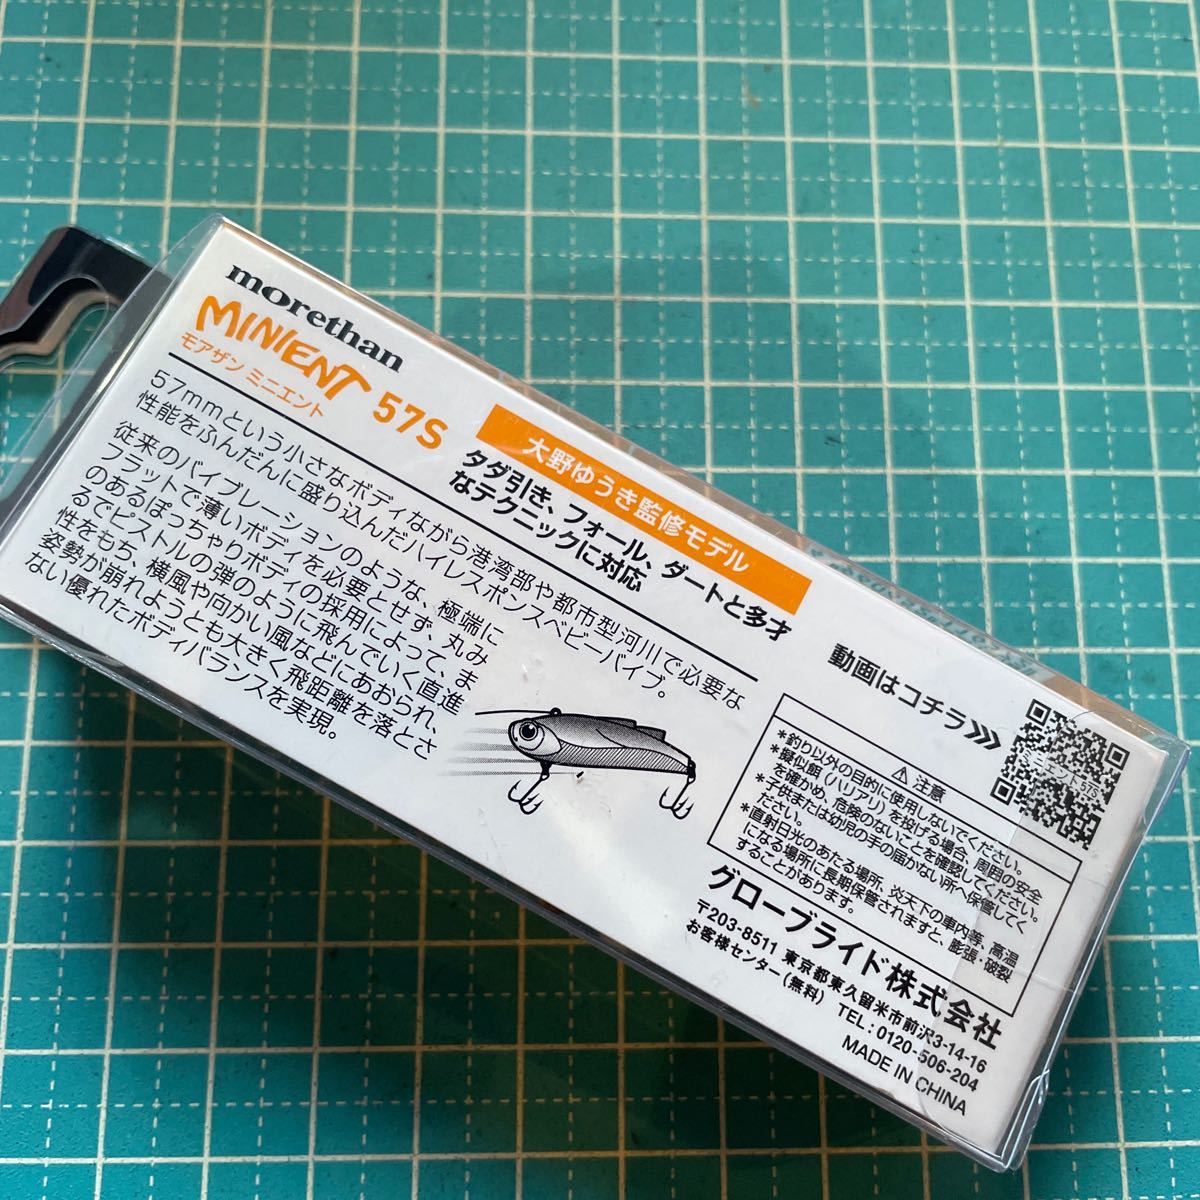 morethan
MINIENT 57S
モアザン ミニエント
大野ゆうき監修モデル
タダ引き、フォール、ダートと多才
なテクニックに対応
57mmという小さなボディながら港湾部や都市型河川で必要な
性能をふんだんに盛り込んだハイレスポンスベビーバイブ。
従来のバイブレーションのような、極端に
フラットで薄いボディを必要とせず、丸み
のあるぽっちゃりボディの採用によって、ま
るでピストルの弾のように飛んでいく直進
性をもち、横風や向かい風などにあおられ、
姿勢が崩れようとも大きく飛距離を落とさ
ない優れたボディバランスを実現。
動画はコチラ
ミニエント57S
注意
*釣り以外の目的に使用しないでください。
*擬似餌(ハリアリ)を投げる場合、周囲の安全
を確かめ、危険のないことを確認してください。
*子供または幼児の手の届かない所へ保管してく
ださい。
*直射日光のあたる場所、炎天下の車内等、高温
になる場所に長期保管されますと、膨張・破裂
することがあります。
グローブライド株式会社
〒203-8511 東京都東久留米市前沢3-14-16
お客様センター(無料) TEL:0120-506-204
MADE IN CHINA